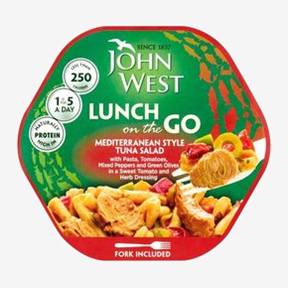 SINCE 1857
JOHN
WEST
LESS THAN
250
CALORIES
1 of 5
A DAY
NATURALLY
PROTEIN
HIGH IN
LUNCH
on the GO
MEDITERRANEAN STYLE
TUNA SALAD
with Pasta, Tomatoes,
Mixed Peppers and Green Olives
in a Sweet Tomato and
Herb Dressing
FORK INCLUDED